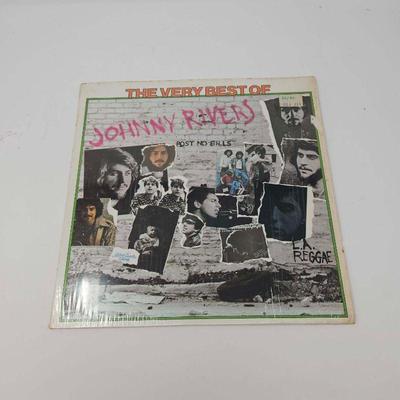 THE VERY BEST OF
JOHNNY RIVERS
POST NO BILLS
L.A.
REGGAE